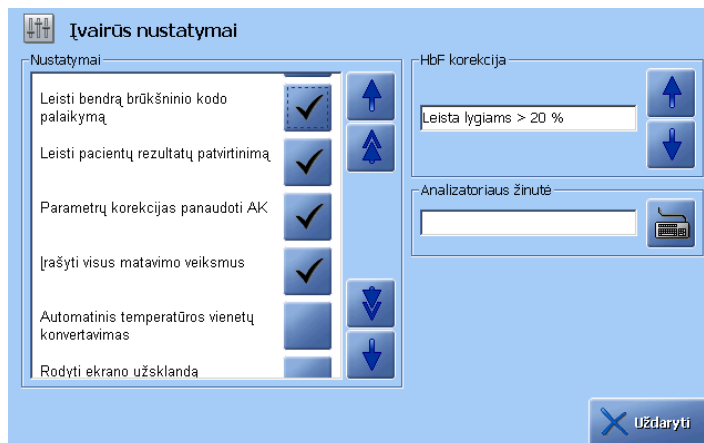 Įvairūs nustatymai
Nustatymai
Leisti bendrą brūkšninio kodo
palaikymą
Leisti pacientų rezultatų patvirtinimą
Parametrų korekcijas panaudoti AK
Įrašyti visus matavimo veiksmus
Automatinis temperatūros vienetų
konvertavimas
Rodyti ekrano užsklandą
HbF korekcija
Leista lygiams > 20 %
Analizatoriaus žinutė
Uždaryti